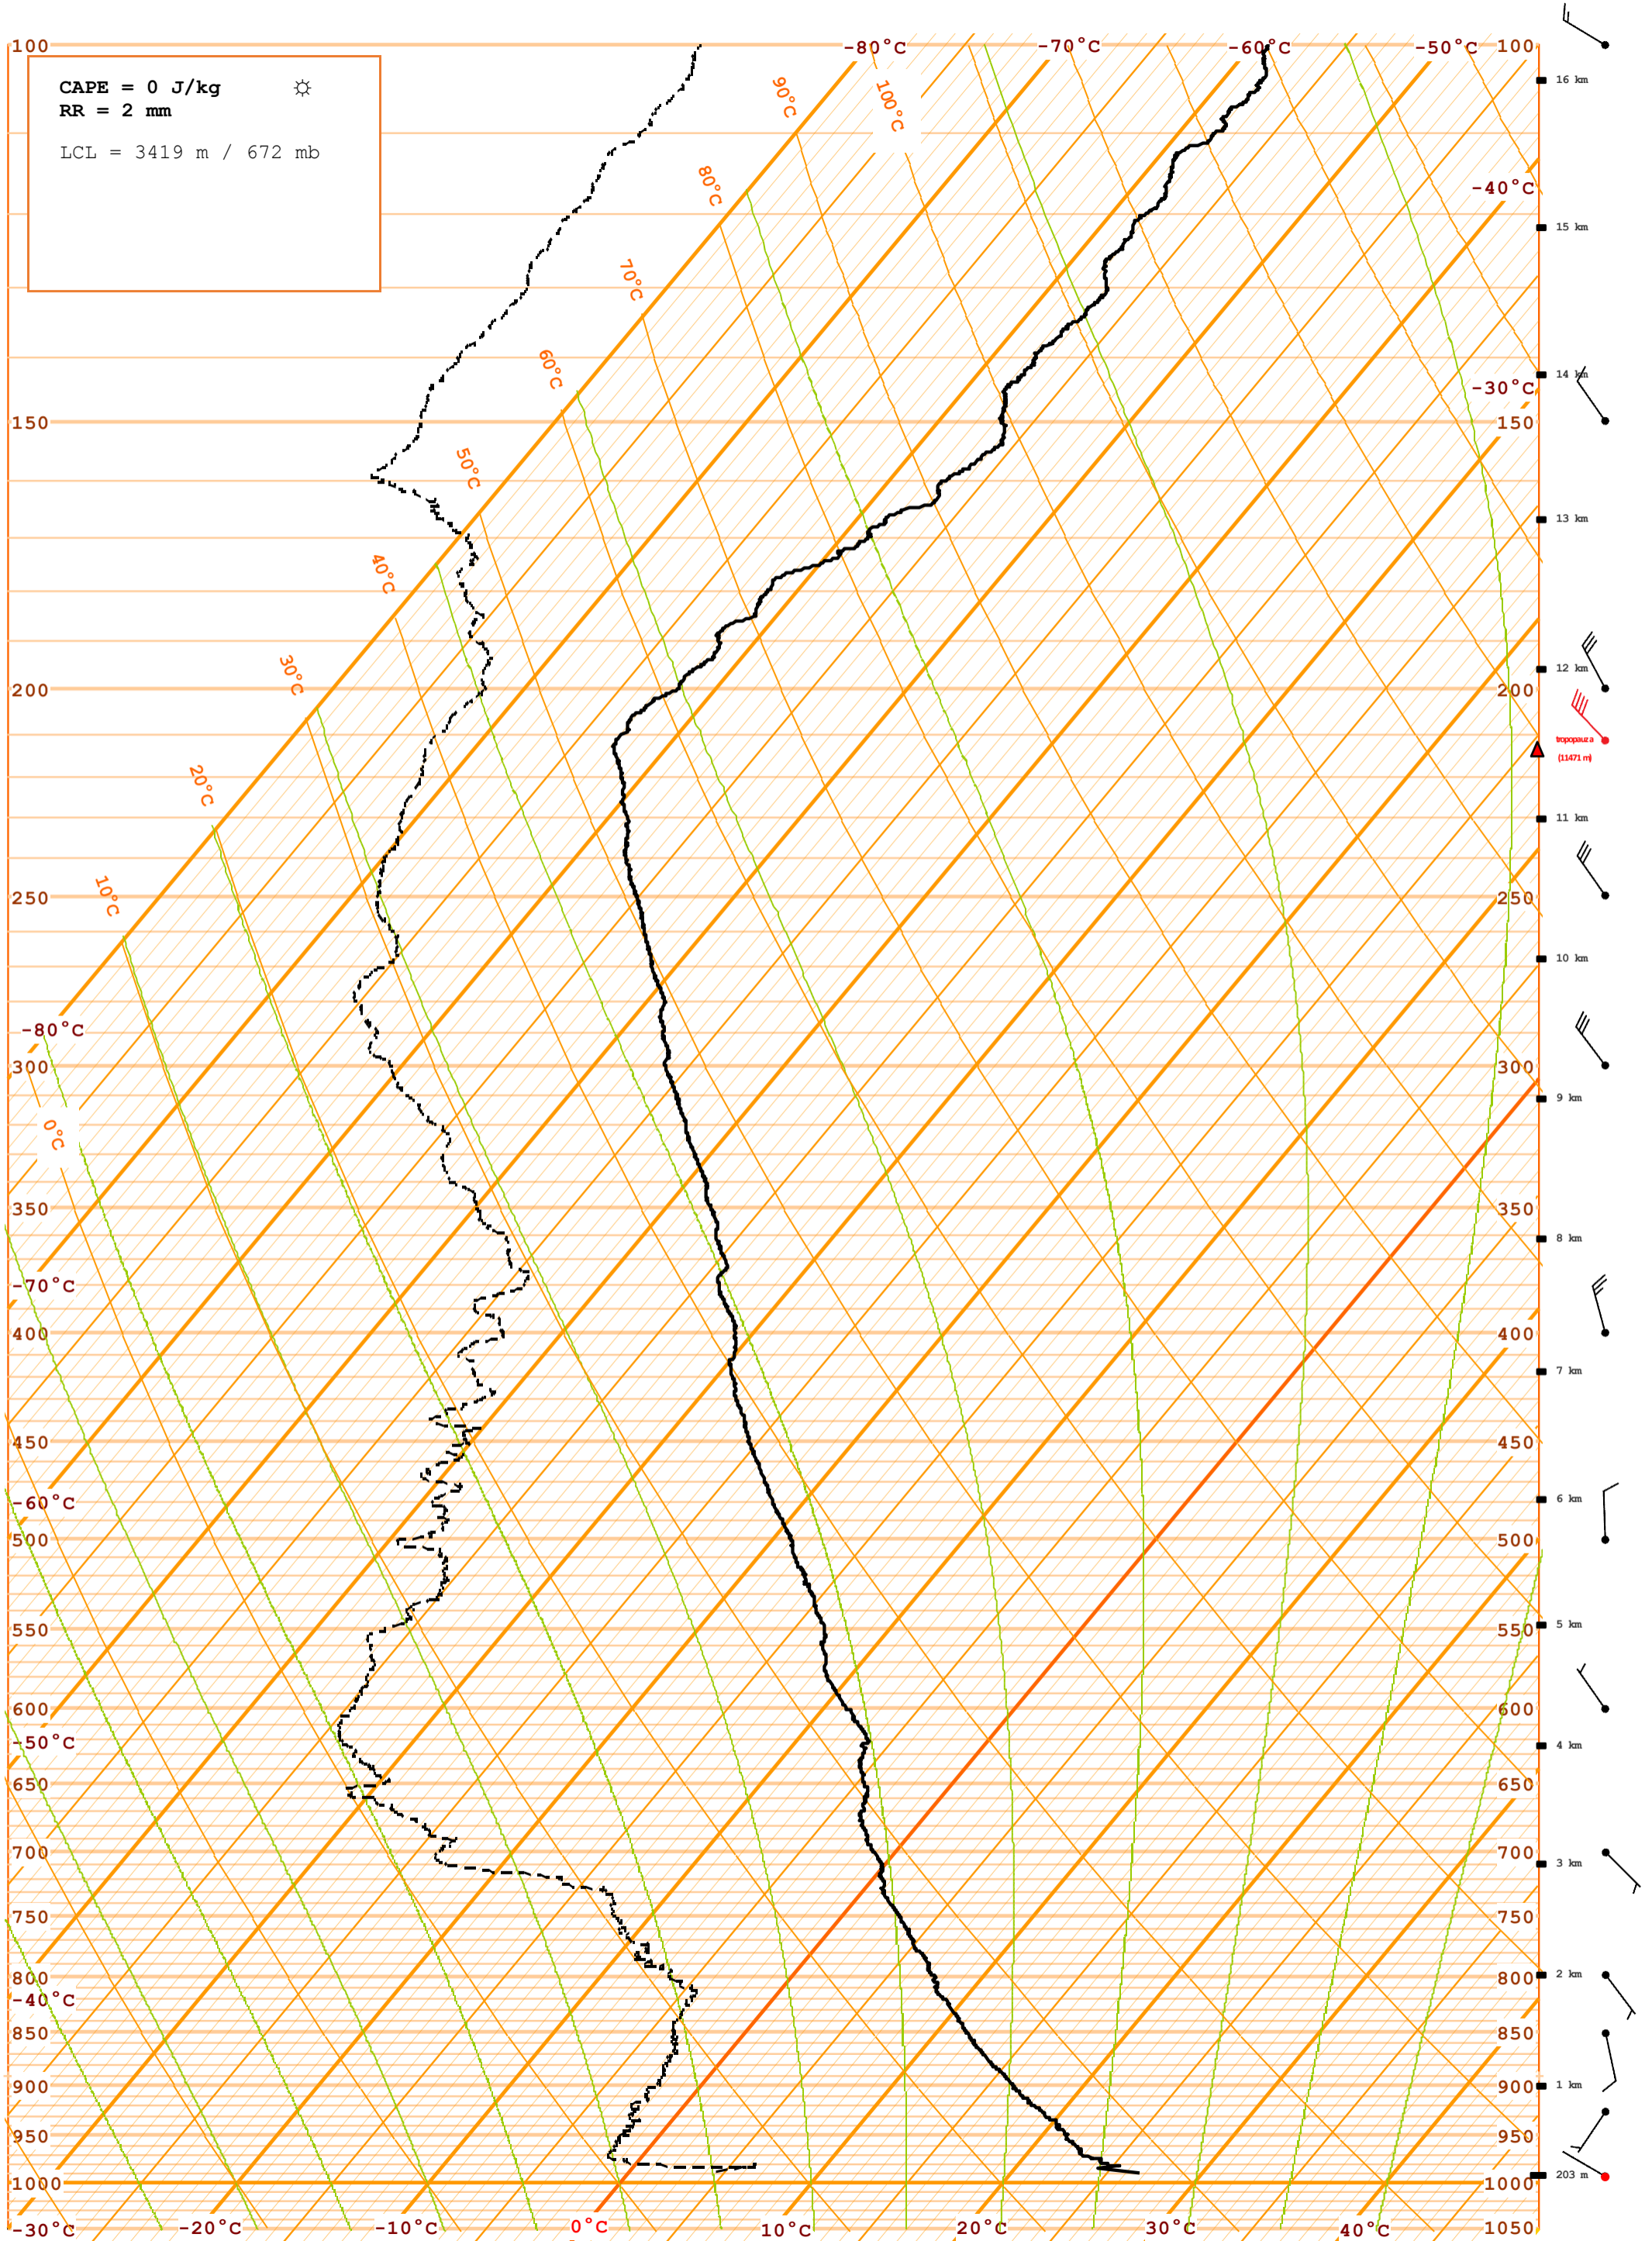 -80°C -70°C -60°C -50°C
100 100
16 km
CAPE = 0 J/kg ☼
RR = 2 mm
LCL = 3419 m / 672 mb
90°C 100°C
80°C
-40°C
15 km
70°C
60°C
14 km
-30°C
150 150
50°C
13 km
40°C
30°C
12 km
200 200
tropopauza
(11471 m)
20°C
11 km
10°C
250 250
10 km
-80°C
300 300
9 km
0°C
350 350
8 km
-70°C
400 400
7 km
450 450
-60°C
6 km
500 500
5 km
550 550
600 600
-50°C
4 km
650 650
700 700
3 km
750 750
800 800
2 km
-40°C
850 850
900 900
1 km
950 950
203 m
1000 1000
-30°C -20°C -10°C 0°C 10°C 20°C 30°C 40°C 1050